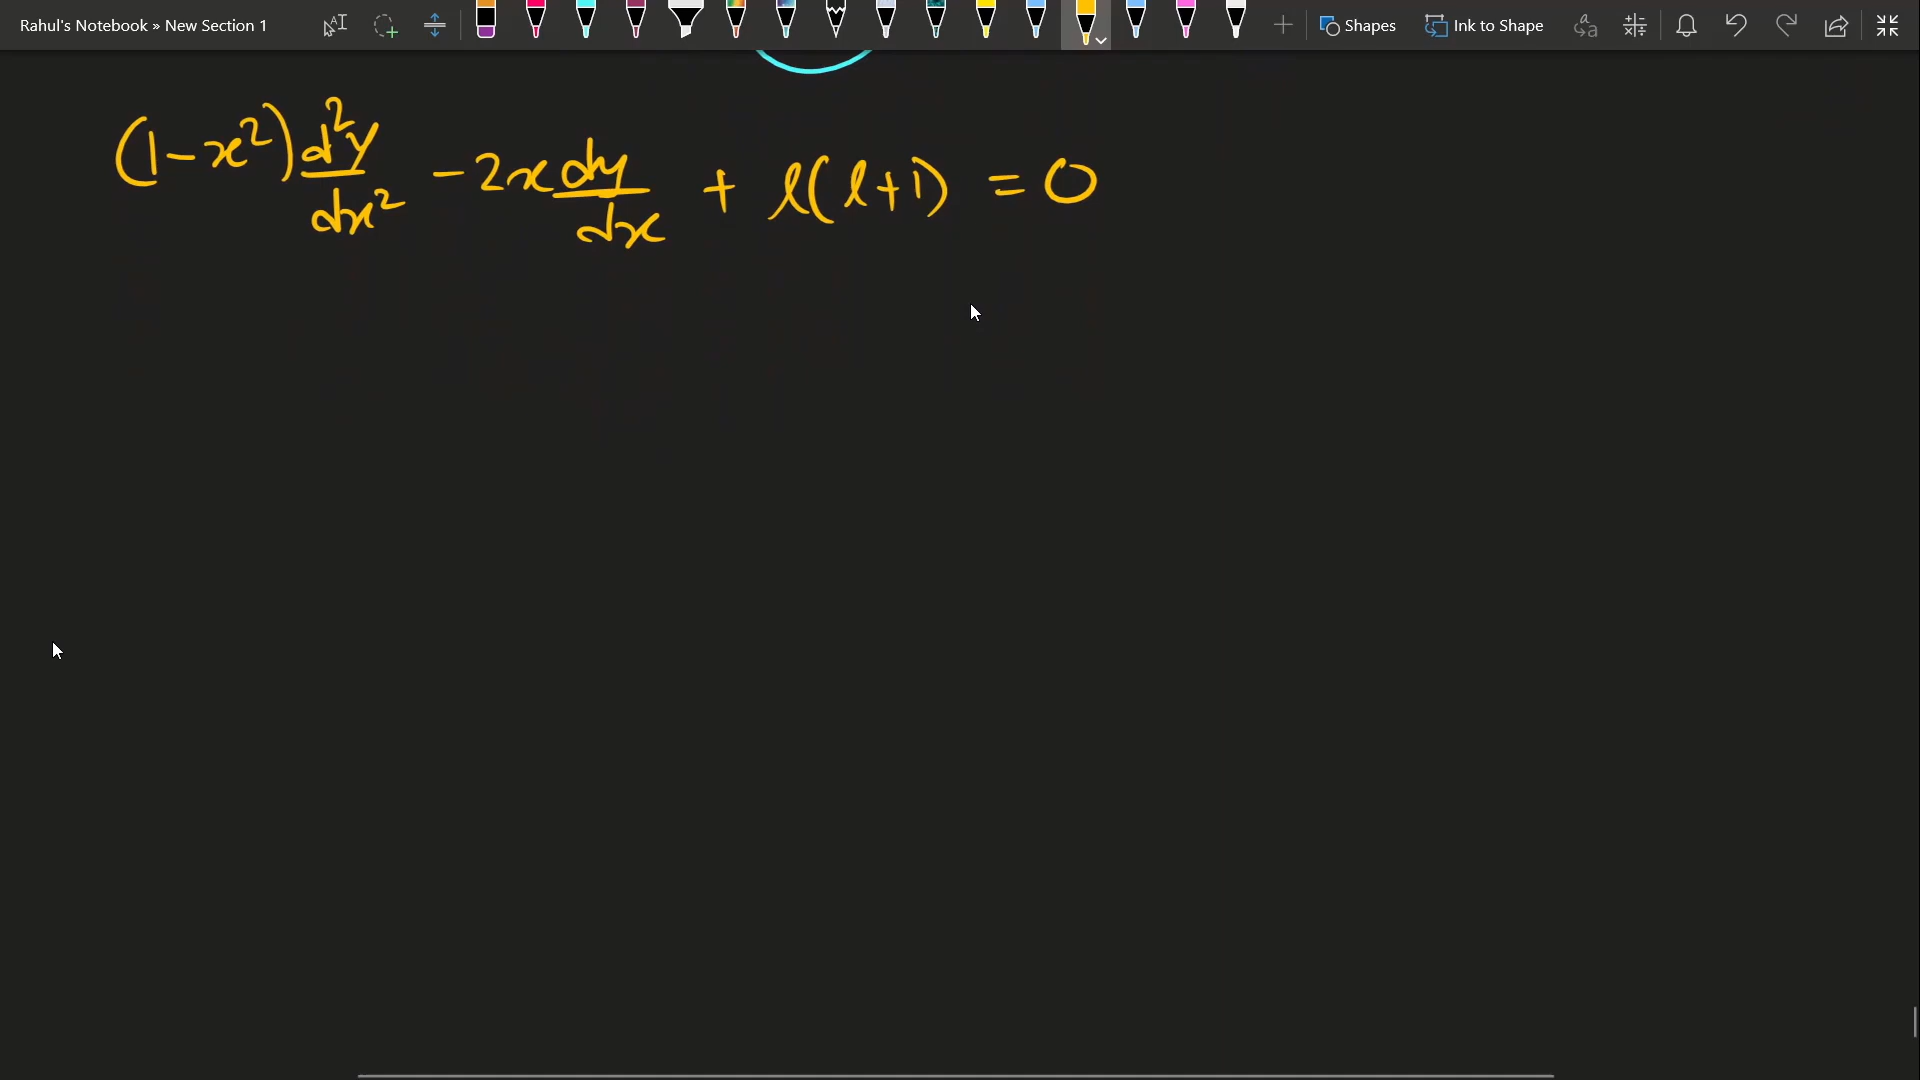 Rahul's Notebook » New Section 1 Shapes Ink to Shape
(1-x²) d²y/dx² - 2x dy/dx + l(l+1) = 0